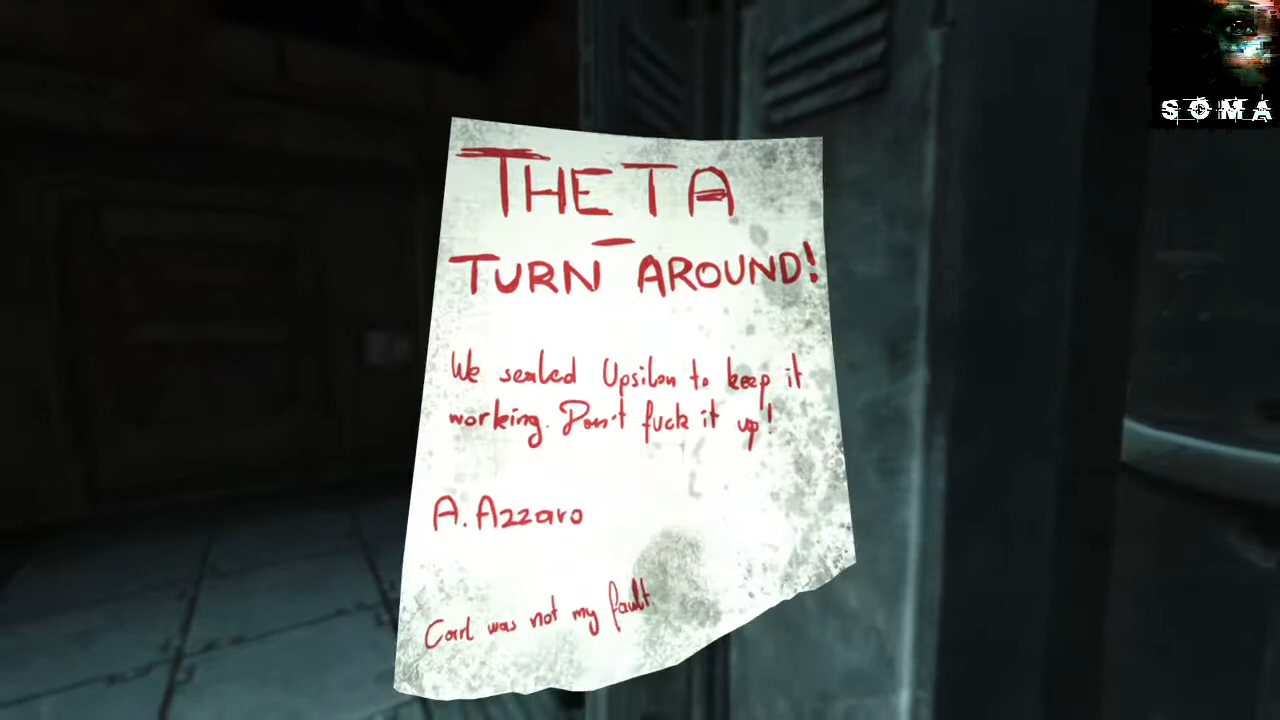 SOMA
THETA
-
TURN AROUND!
We sealed Upsilon to keep it
working. Don't fuck it up!
A. Azzaro
Carl was not my fault